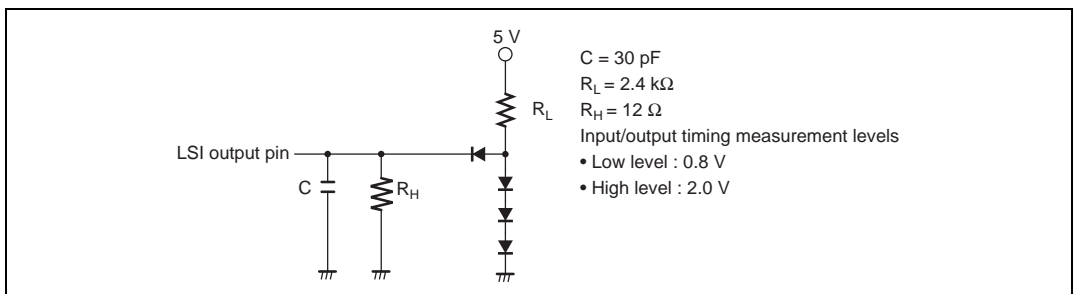 5 V
C = 30 pF
R_L = 2.4 kΩ
R_L
R_H = 12 Ω
Input/output timing measurement levels
LSI output pin
• Low level : 0.8 V
• High level : 2.0 V
C
R_H